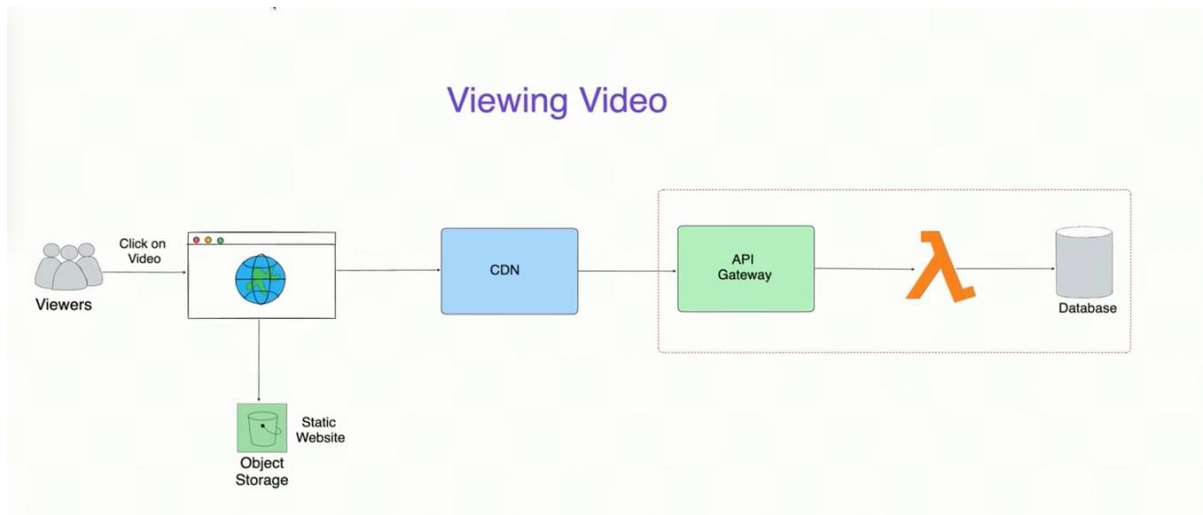 Viewing Video
Click on
Video
Viewers
CDN
API
Gateway
Database
Static
Website
Object
Storage